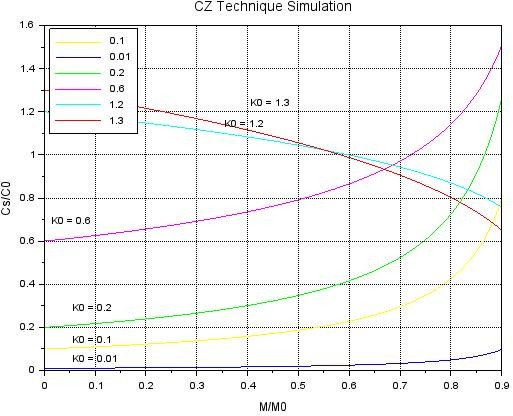 CZ Technique Simulation
1.6
1.4
1.2
1
0.8
0.6
0.4
0.2
0
Cs/C0
0.1
0.01
0.2
0.6
1.2
1.3
K0 = 1.3
K0 = 1.2
K0 = 0.6
K0 = 0.2
K0 = 0.1
K0 = 0.01
0 0.1 0.2 0.3 0.4 0.5 0.6 0.7 0.8 0.9
M/M0